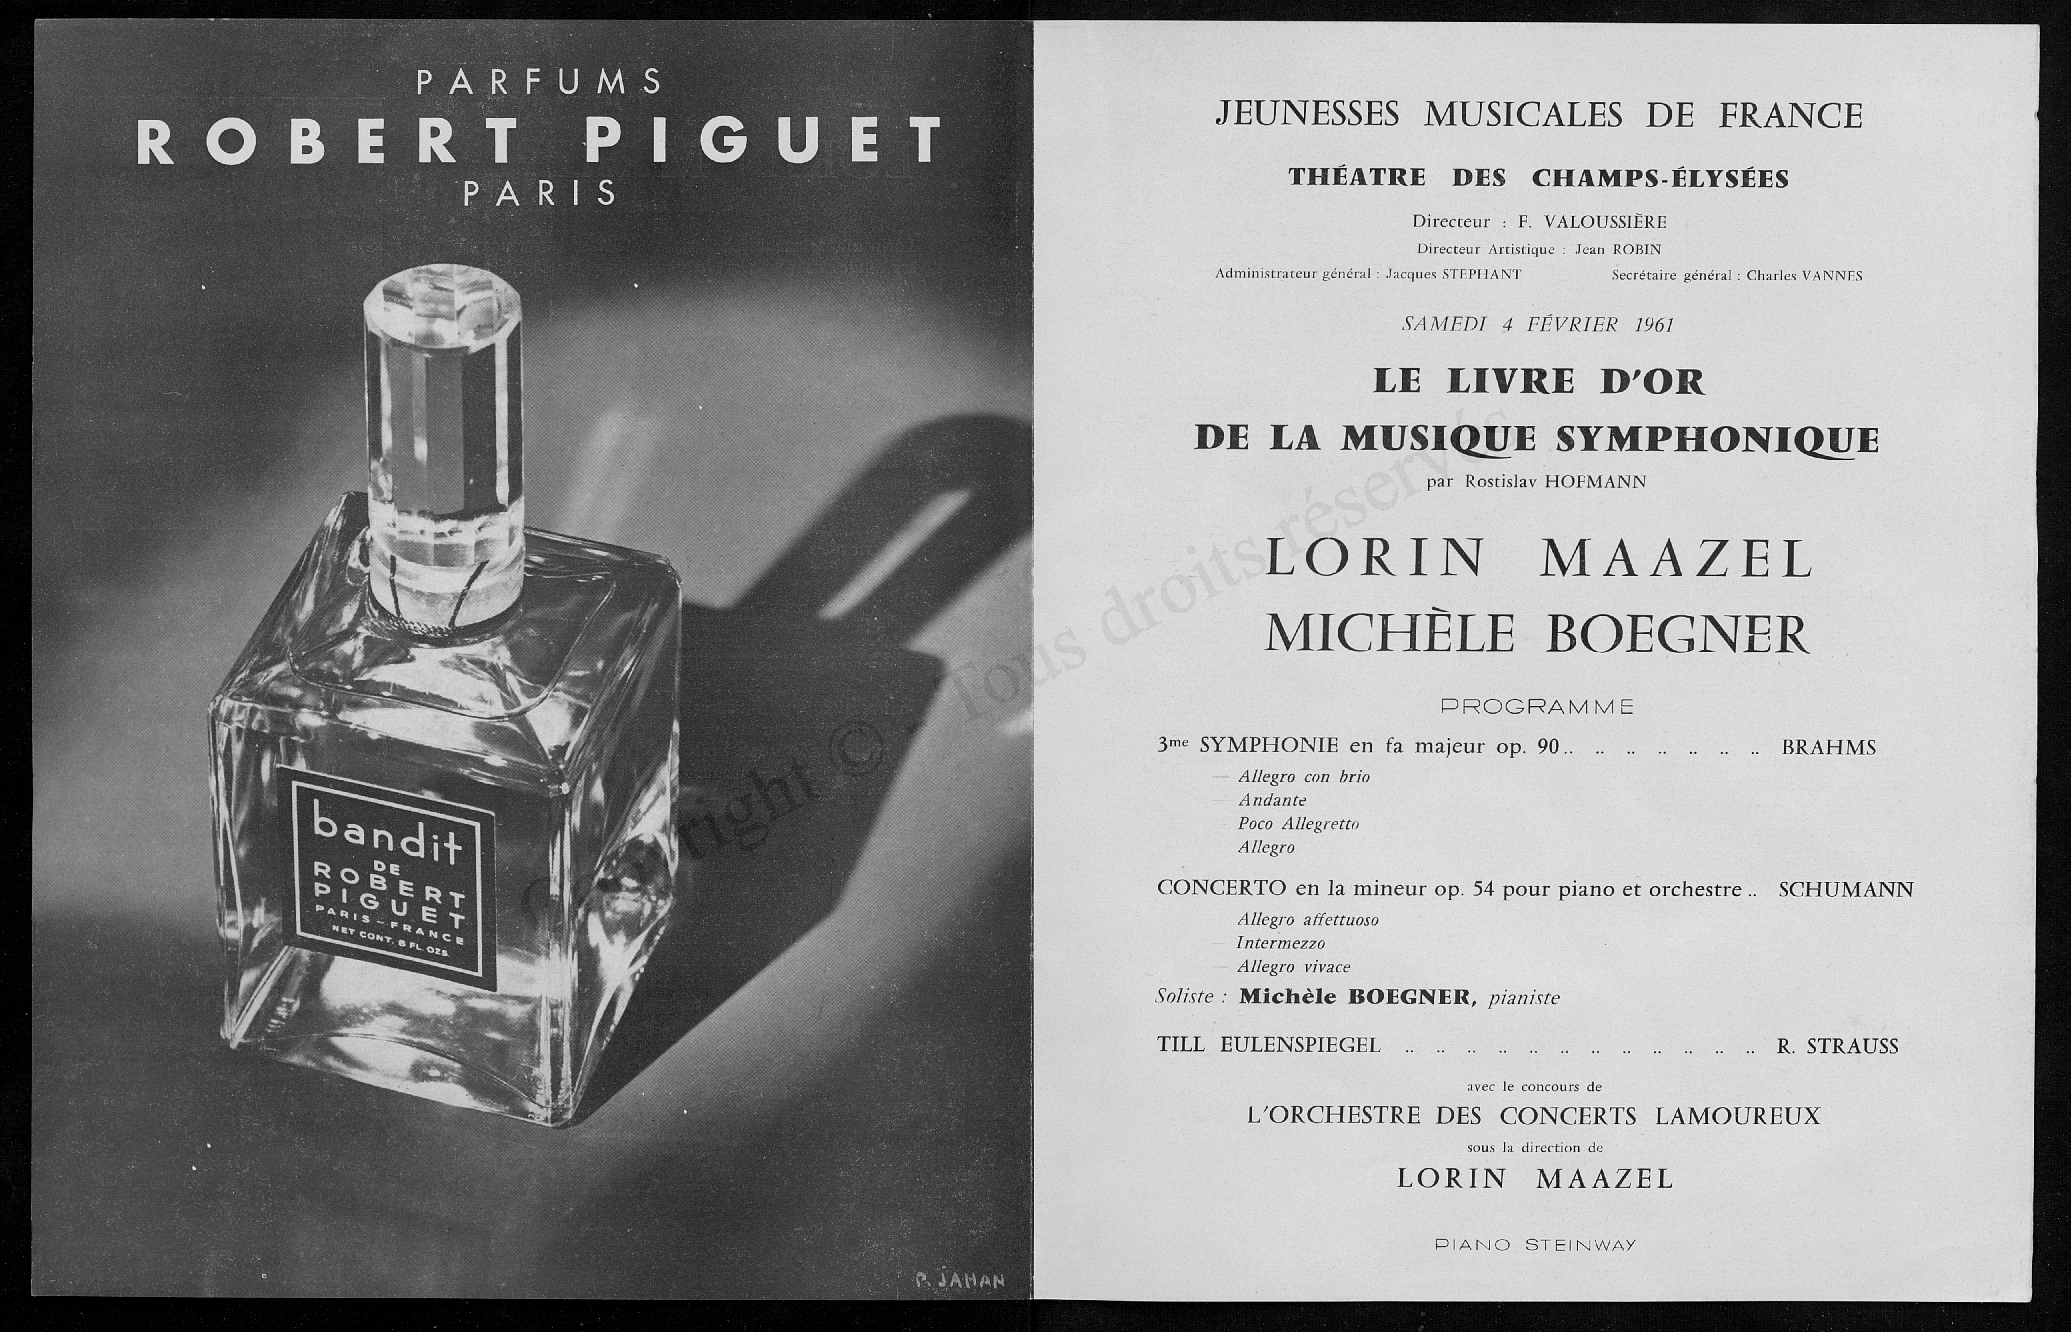 PARFUMS
ROBERT PIGUET
PARIS
bandit
DE
ROBERT
PIGUET
PARIS-FRANCE
NET CONT. 6 FL. OZS.
P. JAHAN
JEUNESSES MUSICALES DE FRANCE
THÉATRE DES CHAMPS-ÉLYSÉES
Directeur : F. VALOUSSIÈRE
Directeur Artistique : Jean ROBIN
Administrateur général : Jacques STEPHANT Secrétaire général : Charles VANNES
SAMEDI 4 FÉVRIER 1961
LE LIVRE D'OR
DE LA MUSIQUE SYMPHONIQUE
par Rostislav HOFMANN
LORIN MAAZEL
MICHÈLE BOEGNER
PROGRAMME
3me SYMPHONIE en fa majeur op. 90.. .. .. .. .. .. .. BRAHMS
— Allegro con brio
— Andante
Poco Allegretto
Allegro
CONCERTO en la mineur op. 54 pour piano et orchestre .. SCHUMANN
Allegro affettuoso
— Intermezzo
— Allegro vivace
Soliste : Michèle BOEGNER, pianiste
TILL EULENSPIEGEL .. .. .. .. .. .. .. .. .. .. .. .. R. STRAUSS
avec le concours de
L'ORCHESTRE DES CONCERTS LAMOUREUX
sous la direction de
LORIN MAAZEL
PIANO STEINWAY
Copyright © - Tous droits réservés